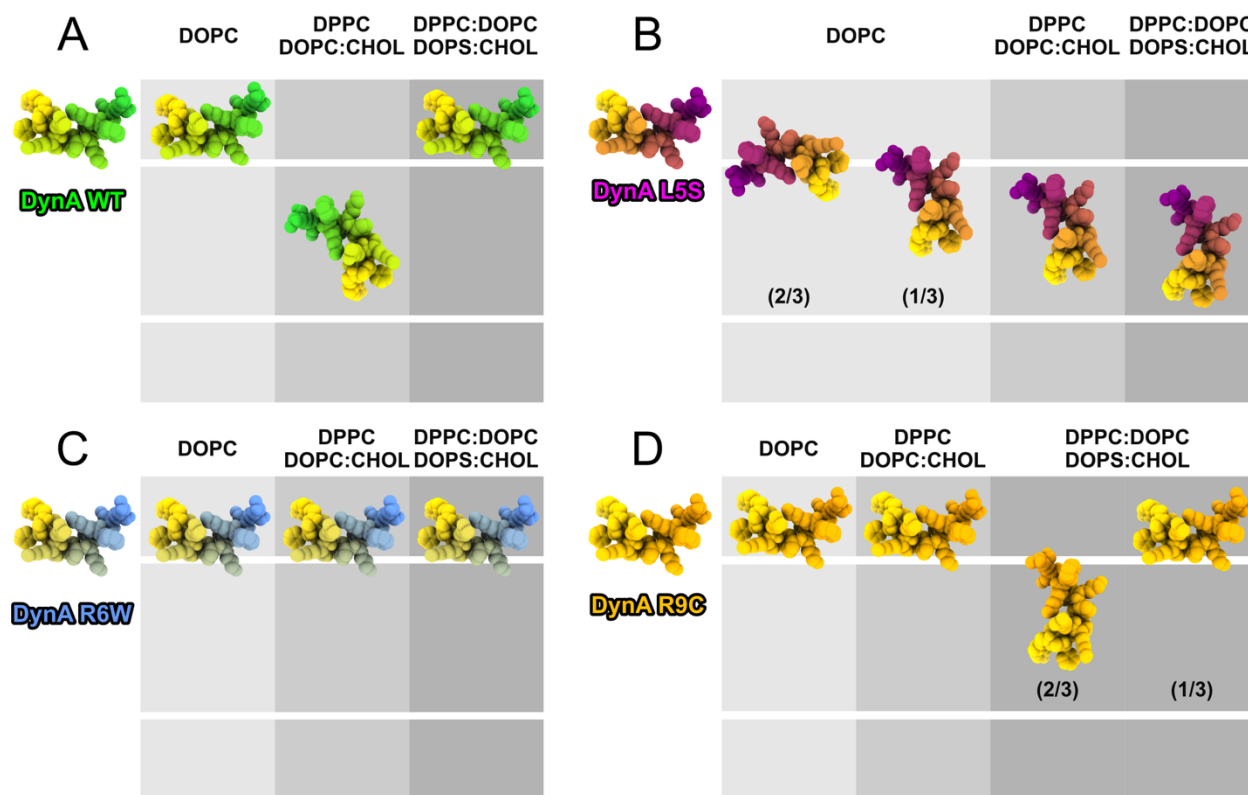 A
DOPC
DPPC
DOPC:CHOL
DPPC:DOPC
DOPS:CHOL
DynA WT
B
DOPC
DPPC
DOPC:CHOL
DPPC:DOPC
DOPS:CHOL
DynA L5S
(2/3)
(1/3)
C
DOPC
DPPC
DOPC:CHOL
DPPC:DOPC
DOPS:CHOL
DynA R6W
D
DOPC
DPPC
DOPC:CHOL
DPPC:DOPC
DOPS:CHOL
DynA R9C
(2/3)
(1/3)